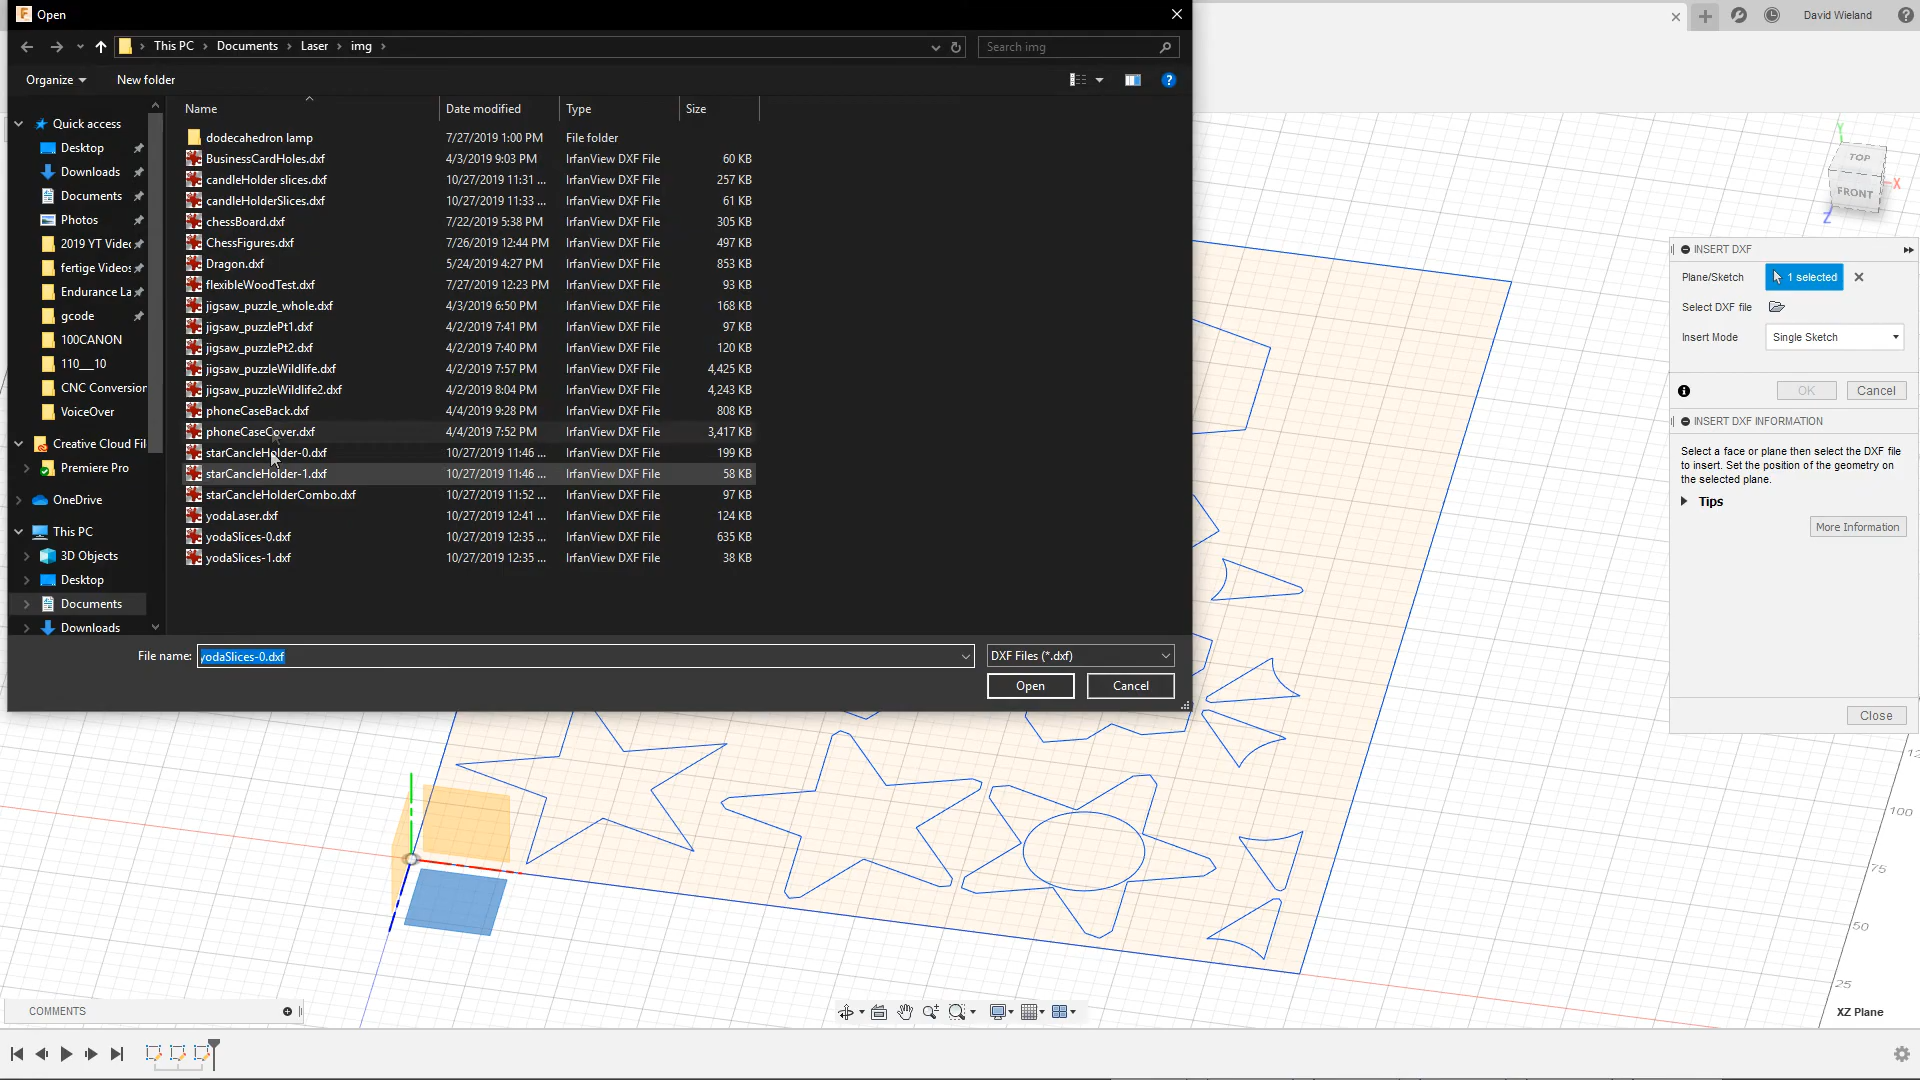 Open
David Wieland
This PC > Documents > Laser > img >
Search img
Organize
New folder
Name
Date modified
Type
Size
Quick access
Desktop
Downloads
Documents
Photos
2019 YT Videc
fertige Videos
Endurance La
gcode
100CANON
110___10
CNC Conversion
VoiceOver
Creative Cloud Fil
Premiere Pro
OneDrive
This PC
3D Objects
Desktop
Documents
Downloads
dodecahedron lamp 7/27/2019 1:00 PM File folder
BusinessCardHoles.dxf 4/3/2019 9:03 PM IrfanView DXF File 60 KB
candleHolder slices.dxf 10/27/2019 11:31 ... IrfanView DXF File 257 KB
candleHolderSlices.dxf 10/27/2019 11:33 ... IrfanView DXF File 61 KB
chessBoard.dxf 7/22/2019 5:38 PM IrfanView DXF File 305 KB
ChessFigures.dxf 7/26/2019 12:44 PM IrfanView DXF File 497 KB
Dragon.dxf 5/24/2019 4:27 PM IrfanView DXF File 853 KB
flexibleWoodTest.dxf 7/27/2019 12:23 PM IrfanView DXF File 93 KB
jigsaw_puzzle_whole.dxf 4/3/2019 6:50 PM IrfanView DXF File 168 KB
jigsaw_puzzlePt1.dxf 4/2/2019 7:41 PM IrfanView DXF File 97 KB
jigsaw_puzzlePt2.dxf 4/2/2019 7:40 PM IrfanView DXF File 120 KB
jigsaw_puzzleWildlife.dxf 4/2/2019 7:57 PM IrfanView DXF File 4,425 KB
jigsaw_puzzleWildlife2.dxf 4/2/2019 8:04 PM IrfanView DXF File 4,243 KB
phoneCaseBack.dxf 4/4/2019 9:28 PM IrfanView DXF File 808 KB
phoneCaseCover.dxf 4/4/2019 7:52 PM IrfanView DXF File 3,417 KB
starCancleHolder-0.dxf 10/27/2019 11:46 ... IrfanView DXF File 199 KB
starCancleHolder-1.dxf 10/27/2019 11:46 ... IrfanView DXF File 58 KB
starCancleHolderCombo.dxf 10/27/2019 11:52 ... IrfanView DXF File 97 KB
yodaLaser.dxf 10/27/2019 12:41 ... IrfanView DXF File 124 KB
yodaSlices-0.dxf 10/27/2019 12:35 ... IrfanView DXF File 635 KB
yodaSlices-1.dxf 10/27/2019 12:35 ... IrfanView DXF File 38 KB
File name: yodaSlices-0.dxf
DXF Files (*.dxf)
Open
Cancel
Y
TOP
FRONT
X
Z
INSERT DXF
Plane/Sketch 1 selected
Select DXF file
Insert Mode Single Sketch
OK
Cancel
INSERT DXF INFORMATION
Select a face or plane then select the DXF file
to insert. Set the position of the geometry on
the selected plane.
Tips
More Information
Close
100
75
50
25
XZ Plane
COMMENTS